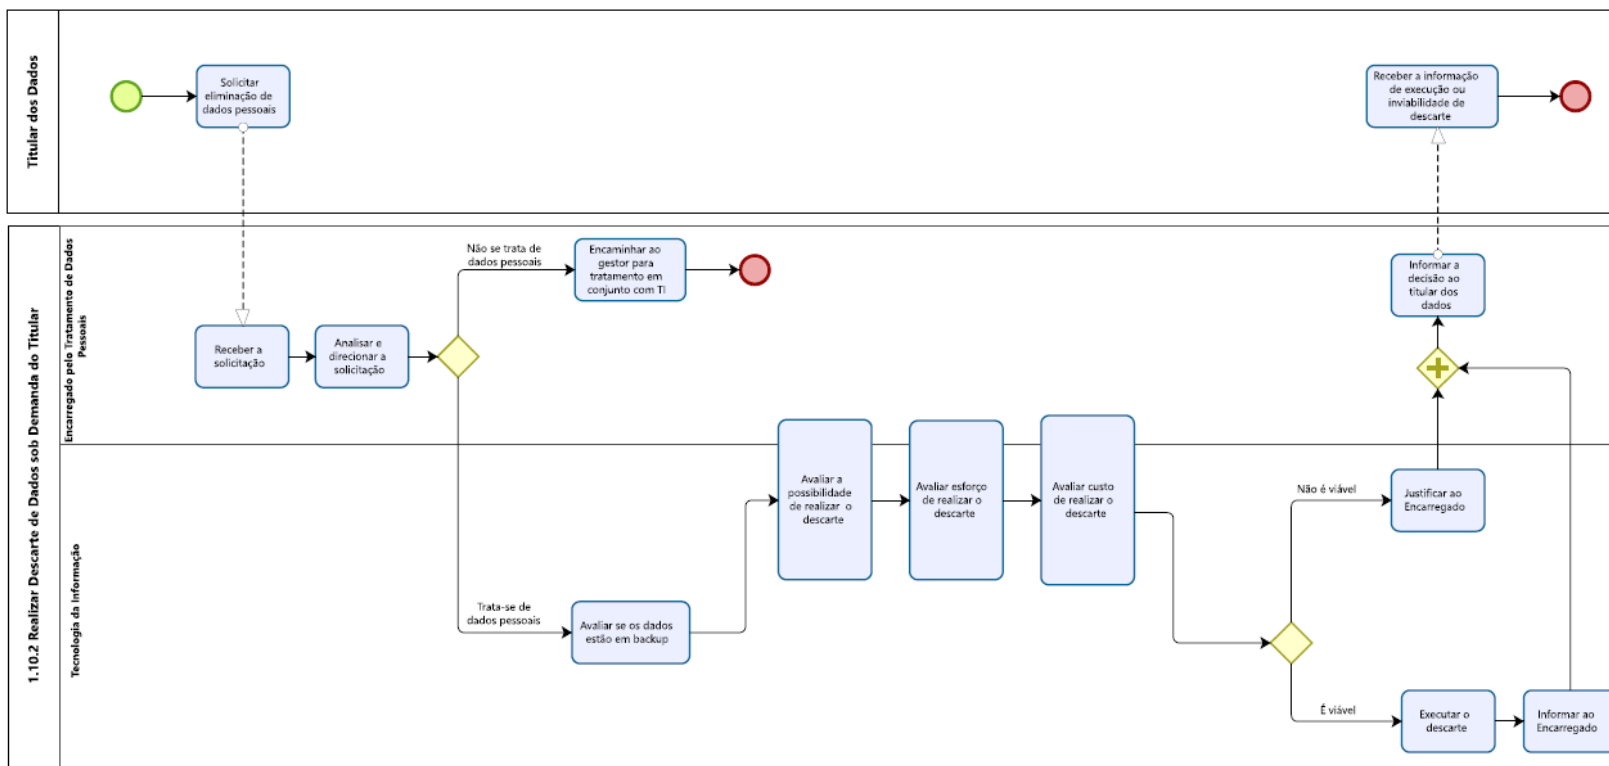 Titular dos Dados
Solicitar
eliminação de
dados pessoais
Receber a informação
de execução ou
inviabilidade de
descarte
1.10.2 Realizar Descarte de Dados sob Demanda do Titular
Encarregado pelo Tratamento de Dados
Pessoais
Não se trata de
dados pessoais
Encaminhar ao
gestor para
tratamento em
conjunto com TI
Informar a
decisão ao
titular dos
dados
Receber a
solicitação
Analisar e
direcionar a
solicitação
Tecnologia da Informação
Trata-se de
dados pessoais
Avaliar se os dados
estão em backup
Avaliar a
possibilidade
de realizar o
descarte
Avaliar esforço
de realizar o
descarte
Avaliar custo
de realizar o
descarte
Não é viável
Justificar ao
Encarregado
É viável
Executar o
descarte
Informar ao
Encarregado